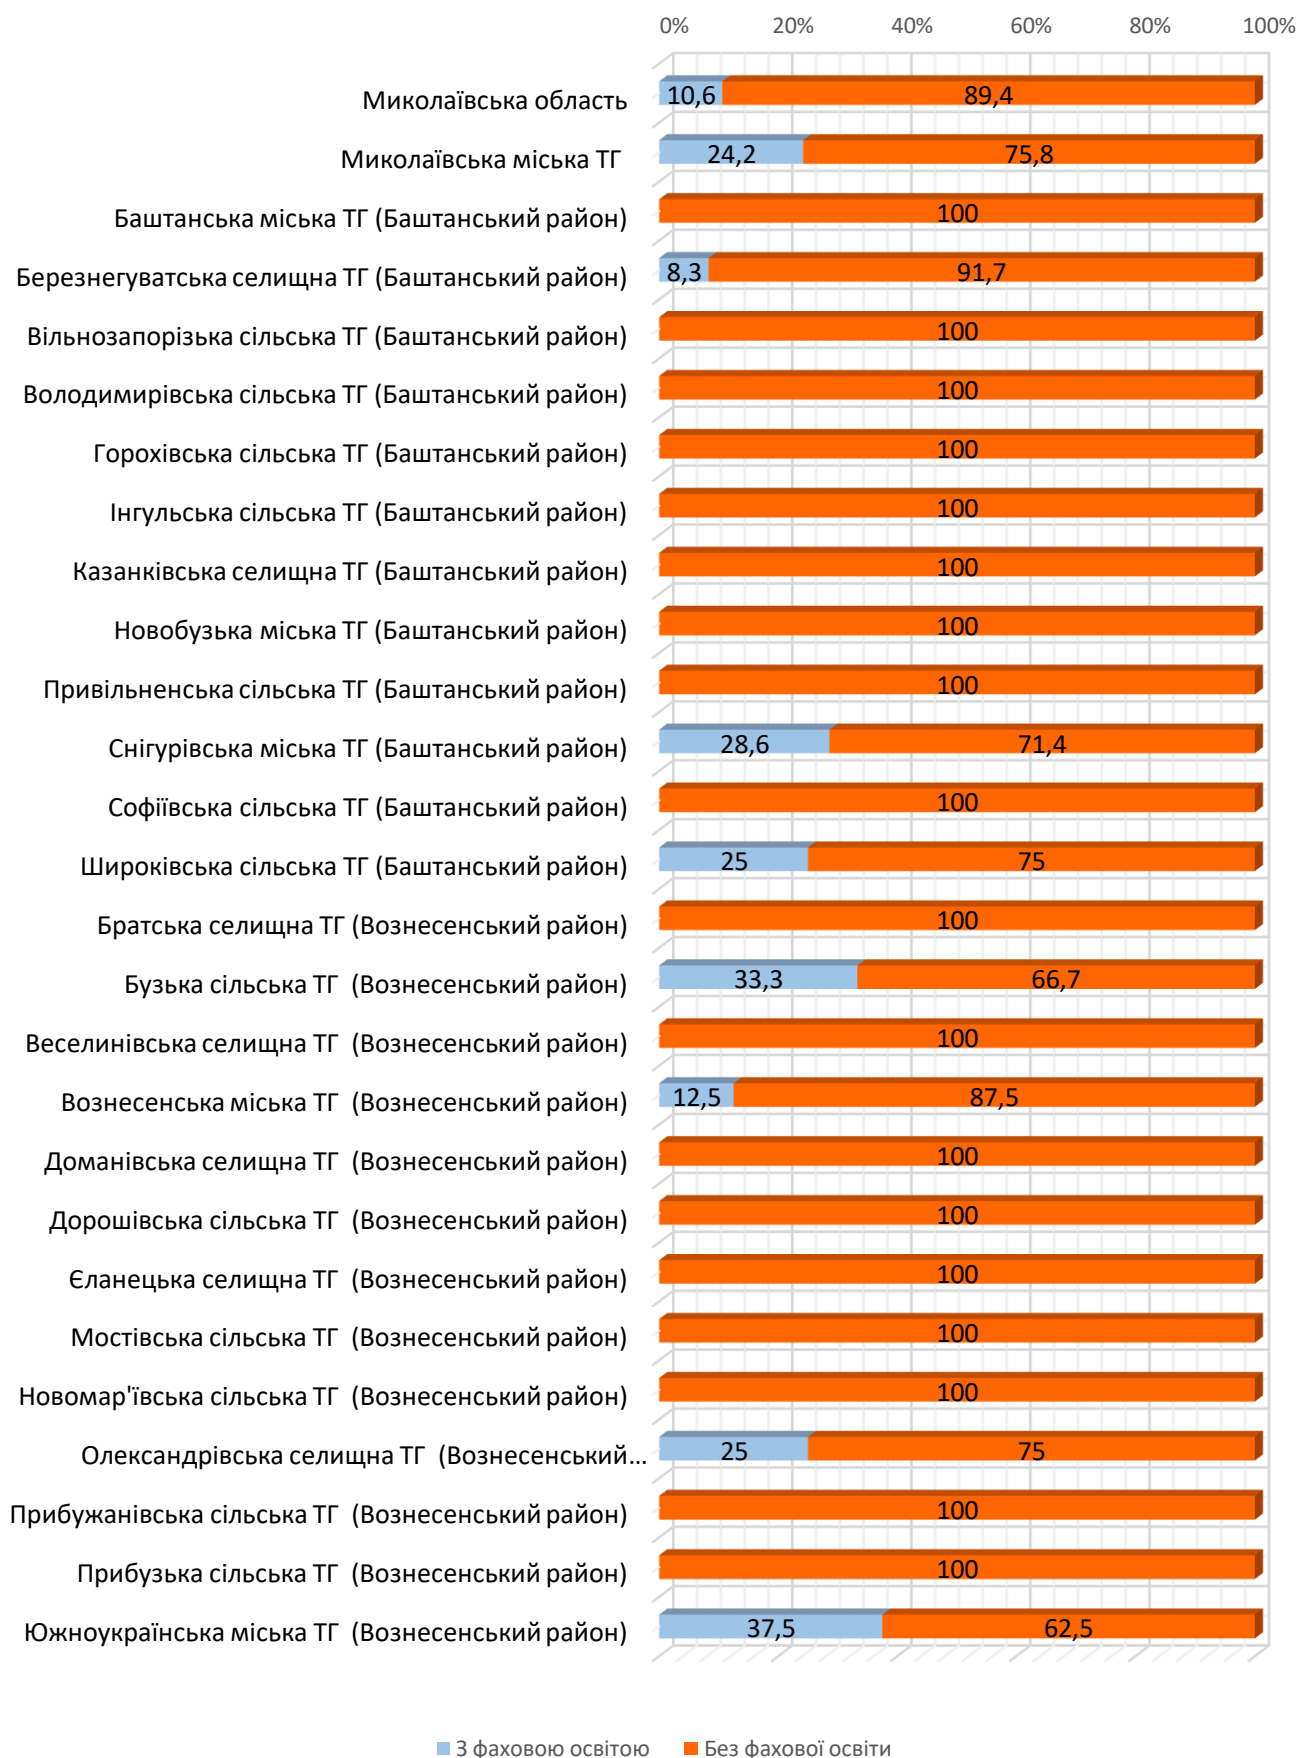 0% 20% 40% 60% 80% 100%
Миколаївська область 10,6 89,4
Миколаївська міська ТГ 24,2 75,8
Баштанська міська ТГ (Баштанський район) 100
Березнегуватська селищна ТГ (Баштанський район) 8,3 91,7
Вільнозапорізька сільська ТГ (Баштанський район) 100
Володимирівська сільська ТГ (Баштанський район) 100
Горохівська сільська ТГ (Баштанський район) 100
Інгульська сільська ТГ (Баштанський район) 100
Казанківська селищна ТГ (Баштанський район) 100
Новобузька міська ТГ (Баштанський район) 100
Привільненська сільська ТГ (Баштанський район) 100
Снігурівська міська ТГ (Баштанський район) 28,6 71,4
Софіївська сільська ТГ (Баштанський район) 100
Широківська сільська ТГ (Баштанський район) 25 75
Братська селищна ТГ (Вознесенський район) 100
Бузька сільська ТГ (Вознесенський район) 33,3 66,7
Веселинівська селищна ТГ (Вознесенський район) 100
Вознесенська міська ТГ (Вознесенський район) 12,5 87,5
Доманівська селищна ТГ (Вознесенський район) 100
Дорошівська сільська ТГ (Вознесенський район) 100
Єланецька селищна ТГ (Вознесенський район) 100
Мостівська сільська ТГ (Вознесенський район) 100
Новомар'ївська сільська ТГ (Вознесенський район) 100
Олександрівська селищна ТГ (Вознесенський… 25 75
Прибужанівська сільська ТГ (Вознесенський район) 100
Прибузька сільська ТГ (Вознесенський район) 100
Южноукраїнська міська ТГ (Вознесенський район) 37,5 62,5
З фаховою освітою Без фахової освіти